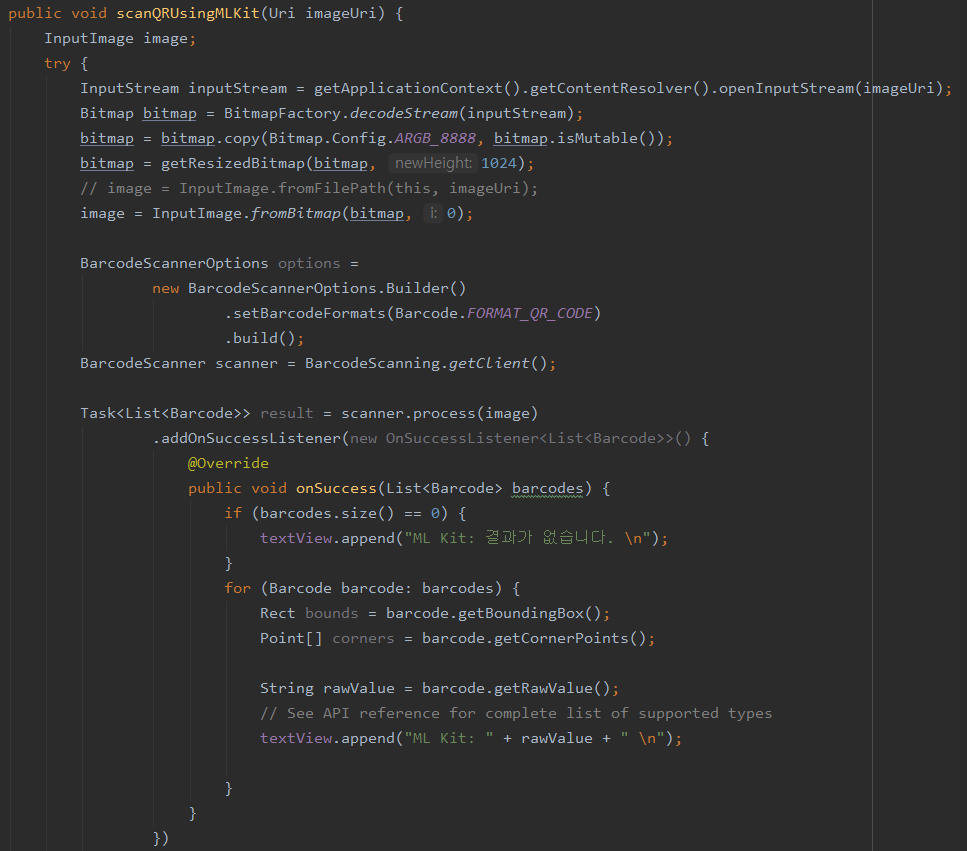 public void scanQRUsingMLKit(Uri imageUri) {
InputImage image;
try {
InputStream inputStream = getApplicationContext().getContentResolver().openInputStream(imageUri);
Bitmap bitmap = BitmapFactory.decodeStream(inputStream);
bitmap = bitmap.copy(Bitmap.Config.ARGB_8888, bitmap.isMutable());
bitmap = getResizedBitmap(bitmap, newHeight: 1024);
// image = InputImage.fromFilePath(this, imageUri);
image = InputImage.fromBitmap(bitmap, i: 0);
BarcodeScannerOptions options =
new BarcodeScannerOptions.Builder()
.setBarcodeFormats(Barcode.FORMAT_QR_CODE)
.build();
BarcodeScanner scanner = BarcodeScanning.getClient();
Task<List<Barcode>> result = scanner.process(image)
.addOnSuccessListener(new OnSuccessListener<List<Barcode>>() {
@Override
public void onSuccess(List<Barcode> barcodes) {
if (barcodes.size() == 0) {
textView.append("ML Kit: 결과가 없습니다. \n");
}
for (Barcode barcode: barcodes) {
Rect bounds = barcode.getBoundingBox();
Point[] corners = barcode.getCornerPoints();
String rawValue = barcode.getRawValue();
// See API reference for complete list of supported types
textView.append("ML Kit: " + rawValue + " \n");
}
}
})